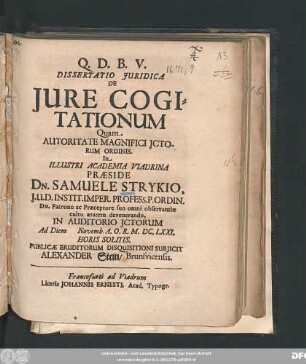 Q. D. B. V.
DISSERTATIO JURIDICA
DE
JURE COGI-
TATIONUM
Quam
AUTORITATE MAGNIFICI JCTO-
RUM ORDINIS.
In
ILLUSTRI ACADEMIA VIADRINA
PRÆSIDE
DN. SAMUELE STRYKIO,
J.U.D. INSTIT. IMPER. PROFESS. P. ORDIN.
DN. Patrono ac Præceptore suo omni observantiæ
cultu ætatem devenerando,
IN AUDITORIO JCTORUM
Ad Diem Novemb. A. O. R. M. DC. LXXI.
HORIS SOLITIS.
PUBLICÆ ERUDITORUM DISQUISITIONI SUBJICIT
ALEXANDER Brunsvicensis.
Francofurti ad Viadrum
Literis JOHANNIS ERNESTI, Acad. Typogr.